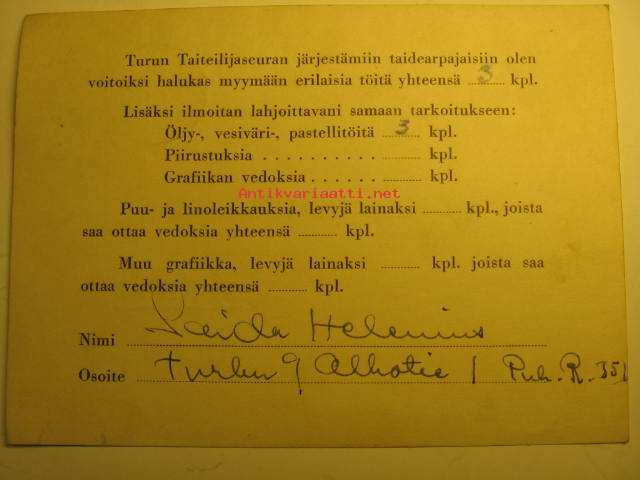 Turun Taiteilijaseuran järjestämiin taidearpajaisiin olen
voitoiksi halukas myymään erilaisia töitä yhteensä 3 kpl.
Lisäksi ilmoitan lahjoittavani samaan tarkoitukseen:
Öljy-, vesiväri-, pastellitöitä 3 kpl.
Piirustuksia . . . . . . . . . . kpl.
Grafiikan vedoksia . . . . . . kpl.
Antikvariaatti.net
Puu- ja linoleikkauksia, levyjä lainaksi ........... kpl., joista
saa ottaa vedoksia yhteensä ........... kpl.
Muu grafiikka, levyjä lainaksi ........... kpl. joista saa
ottaa vedoksia yhteensä ........... kpl.
Nimi Helenius
Osoite Turku 9 Alhotie 1 Puh. R. 351